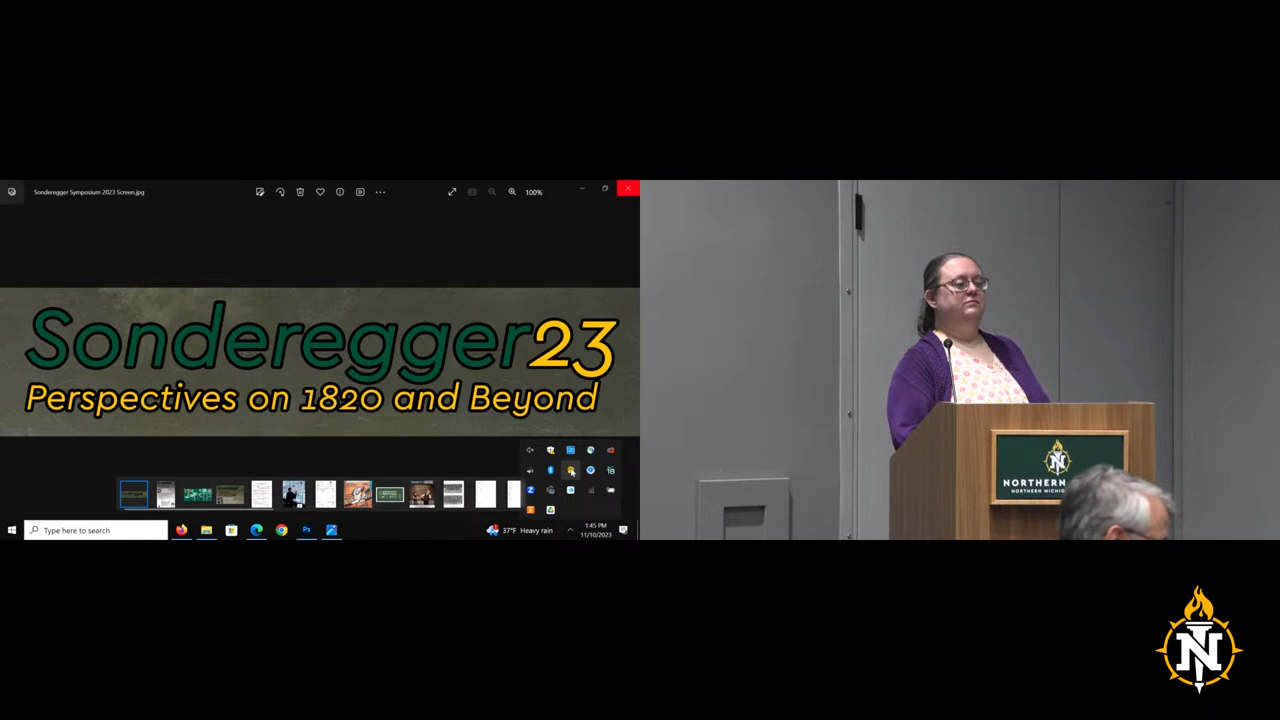 Sonderegger Symposium 2023 Screen.jpg
100%
Sonderegger23
Perspectives on 1820 and Beyond
Type here to search
37°F Heavy rain
1:45 PM
11/10/2023
N
NORTHERN
NORTHERN MICHIG
N